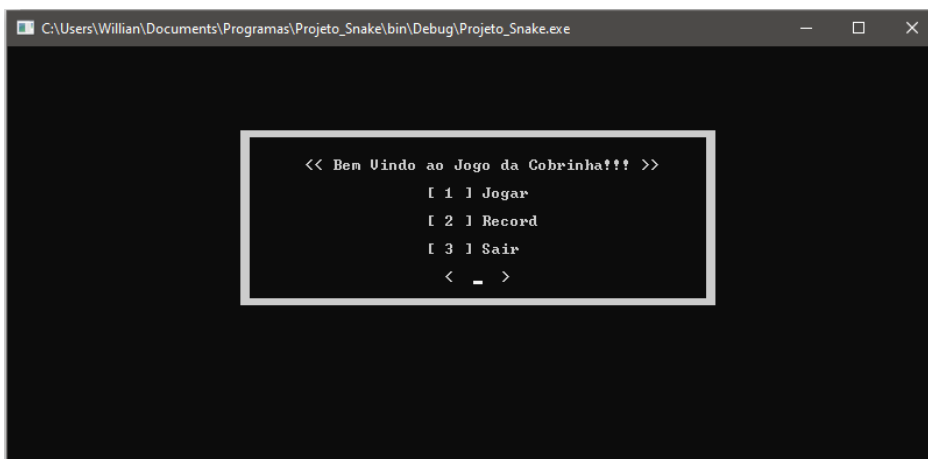 C:\Users\Willian\Documents\Programas\Projeto_Snake\bin\Debug\Projeto_Snake.exe
<< Bem Vindo ao Jogo da Cobrinha!!! >>
[ 1 ] Jogar
[ 2 ] Record
[ 3 ] Sair
< _ >